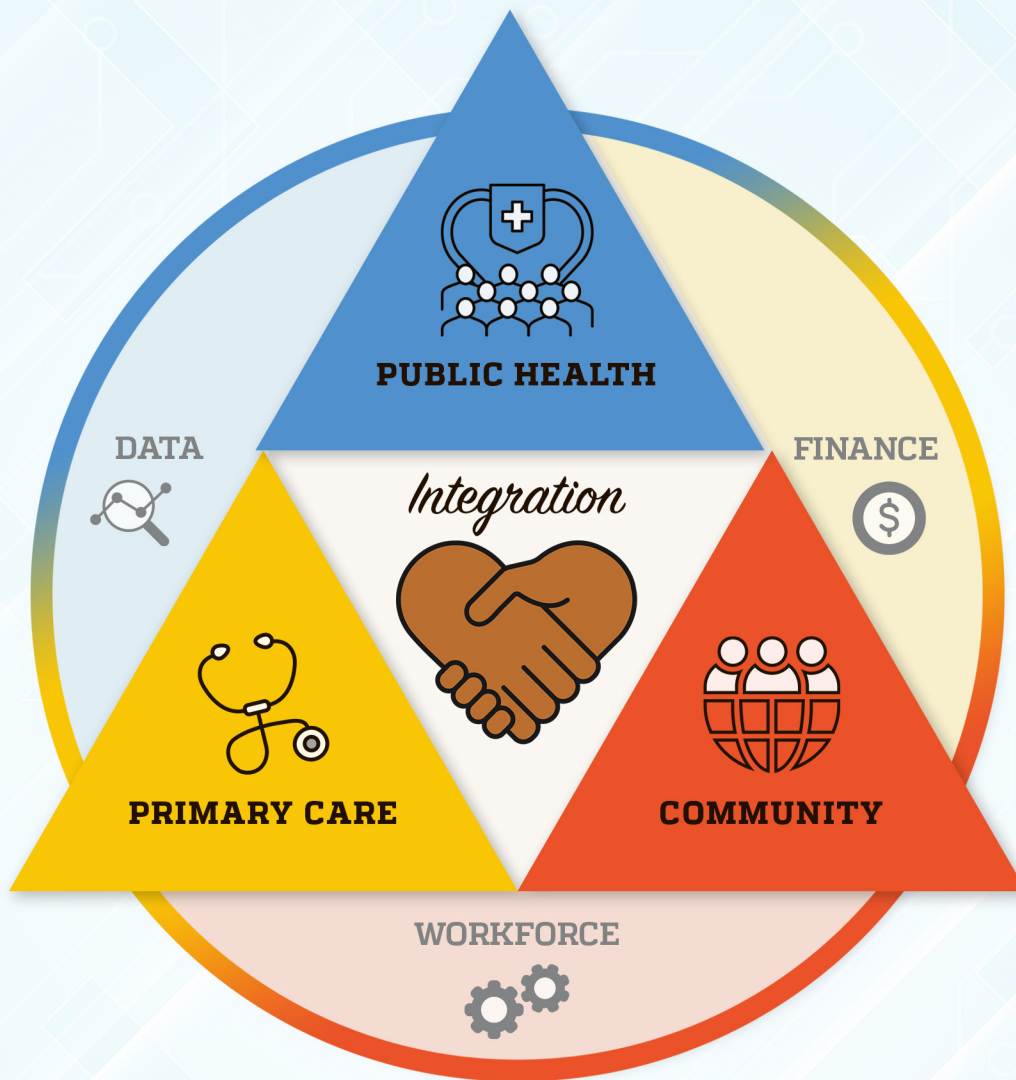 PUBLIC HEALTH
DATA
FINANCE
Integration
$
PRIMARY CARE
COMMUNITY
WORKFORCE